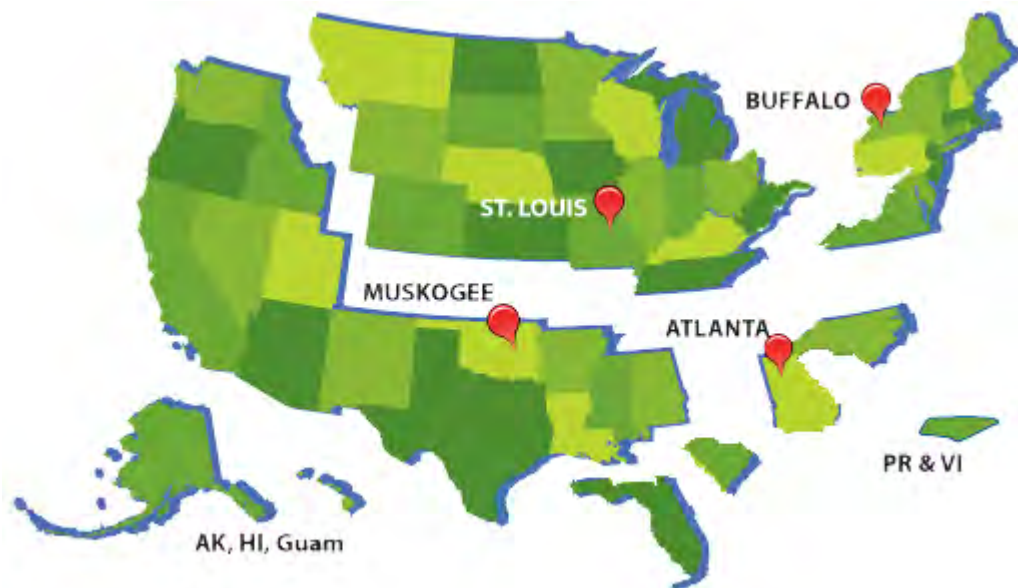 BUFFALO
ST. LOUIS
MUSKOGEE
ATLANTA
PR & VI
AK, HI, Guam